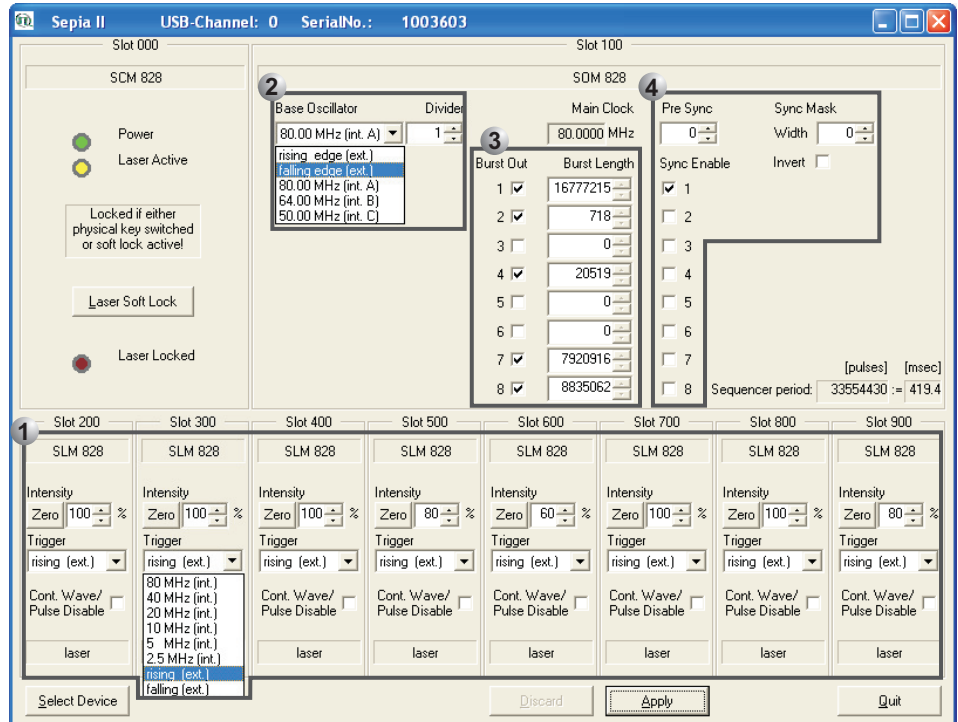 Sepia II USB-Channel: 0 SerialNo.: 1003603
Slot 000
SCM 828
Power
Laser Active
Locked if either
physical key switched
or soft lock active!
Laser Soft Lock
Laser Locked
Slot 100
SOM 828
2
Base Oscillator Divider
80.00 MHz (int. A) 1
rising edge (ext.)
falling edge (ext.)
80.00 MHz (int. A)
64.00 MHz (int. B)
50.00 MHz (int. C)
Main Clock
80.0000 MHz
3
Burst Out Burst Length
1 16777215
2 718
3 0
4 20519
5 0
6 0
7 7920916
8 8835062
4
Pre Sync Sync Mask
0 Width 0
Sync Enable Invert
1
2
3
4
5
6
7
8
[pulses] [msec]
Sequencer period: 33554430 := 419.4
1
Slot 200 Slot 300 Slot 400 Slot 500 Slot 600 Slot 700 Slot 800 Slot 900
SLM 828 SLM 828 SLM 828 SLM 828 SLM 828 SLM 828 SLM 828 SLM 828
Intensity Intensity Intensity Intensity Intensity Intensity Intensity Intensity
Zero 100 % Zero 100 % Zero 100 % Zero 80 % Zero 60 % Zero 100 % Zero 100 % Zero 80 %
Trigger Trigger Trigger Trigger Trigger Trigger Trigger Trigger
rising (ext.) rising (ext.) rising (ext.) rising (ext.) rising (ext.) rising (ext.) rising (ext.) rising (ext.)
80 MHz (int.)
40 MHz (int.)
20 MHz (int.)
10 MHz (int.)
5 MHz (int.)
2.5 MHz (int.)
rising (ext.)
falling (ext.)
Cont. Wave/ Cont. Wave/ Cont. Wave/ Cont. Wave/ Cont. Wave/ Cont. Wave/ Cont. Wave/
Pulse Disable Pulse Disable Pulse Disable Pulse Disable Pulse Disable Pulse Disable Pulse Disable
laser laser laser laser laser laser laser
Select Device Discard Apply Quit